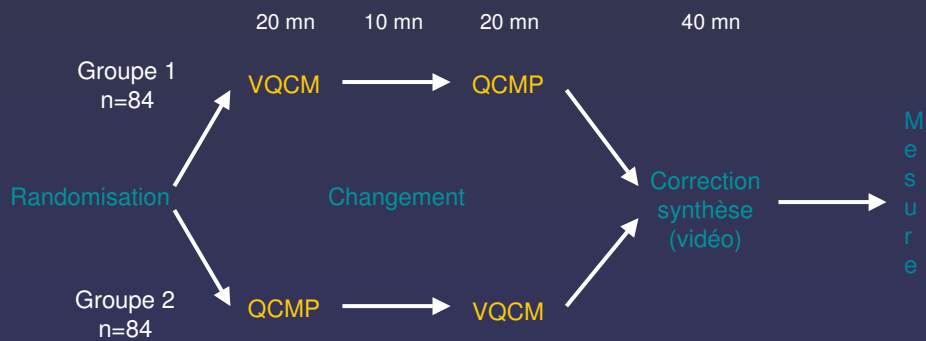 20 mn 10 mn 20 mn 40 mn
Groupe 1
n=84
VQCM QCMP
Randomisation
Changement
Correction
synthèse
(vidéo)
M
e
s
u
r
e
Groupe 2
n=84
QCMP VQCM